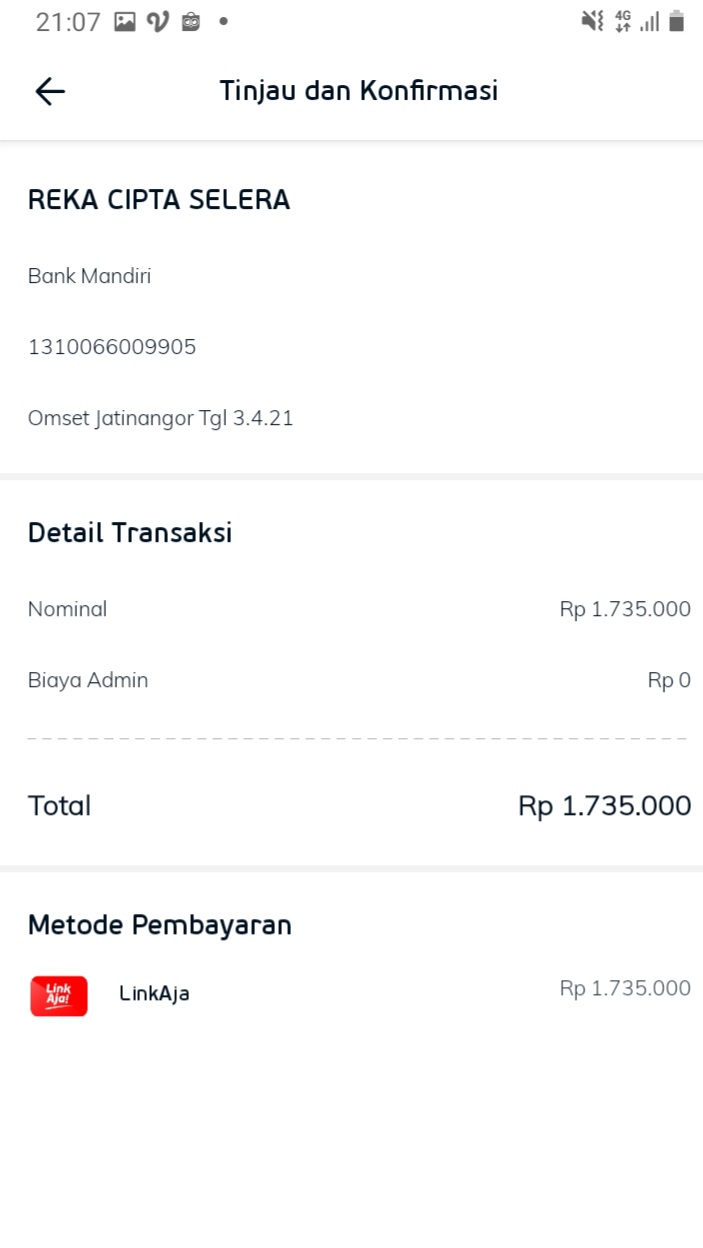 21:07
4G
Tinjau dan Konfirmasi
REKA CIPTA SELERA
Bank Mandiri
1310066009905
Omset Jatinangor Tgl 3.4.21
Detail Transaksi
Nominal Rp 1.735.000
Biaya Admin Rp 0
Total Rp 1.735.000
Metode Pembayaran
Link
Aja!
LinkAja Rp 1.735.000